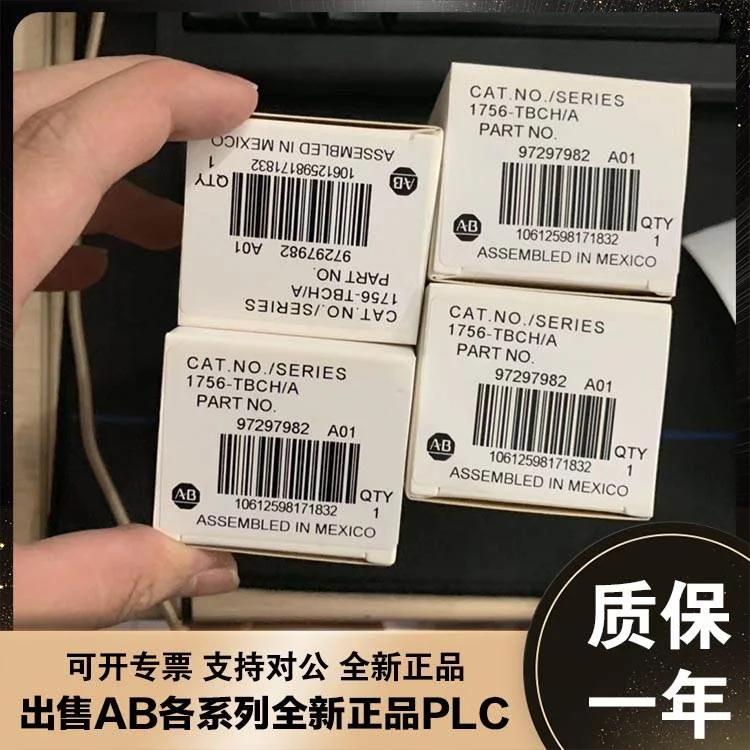 ASSEMBLED IN MEXICO
10612598171832
QTY
1
AB
97297982 A01
PART NO.
1756-TBCH/A
CAT.NO./SERIES
CAT.NO./SERIES
1756-TBCH/A
PART NO.
97297982 A01
AB
QTY
1
10612598171832
ASSEMBLED IN MEXICO
CAT.NO./SERIES
1756-TBCH/A
PART NO.
97297982 A01
AB
QTY
1
10612598171832
ASSEMBLED IN MEXICO
CAT.NO./SERIES
1756-TBCH/A
PART NO.
97297982 A01
AB
QTY
1
10612598171832
ASSEMBLED IN MEXICO
质保
一年
可开专票 支持对公 全新正品
出售AB各系列全新正品PLC